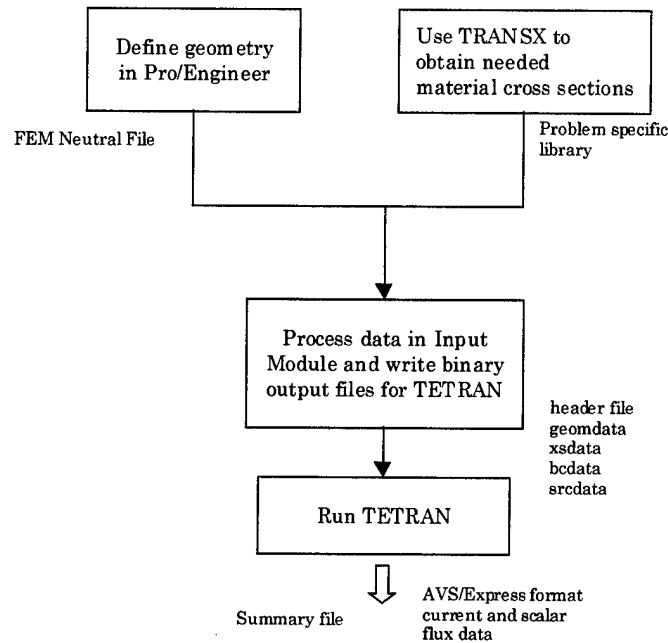 Define geometry
in Pro/Engineer
Use TRANSX to
obtain needed
material cross sections
FEM Neutral File
Problem specific
library
Process data in Input
Module and write binary
output files for TETRAN
header file
geomdata
xsdata
bcdata
srcdata
Run TETRAN
Summary file
AVS/Express format
current and scalar
flux data